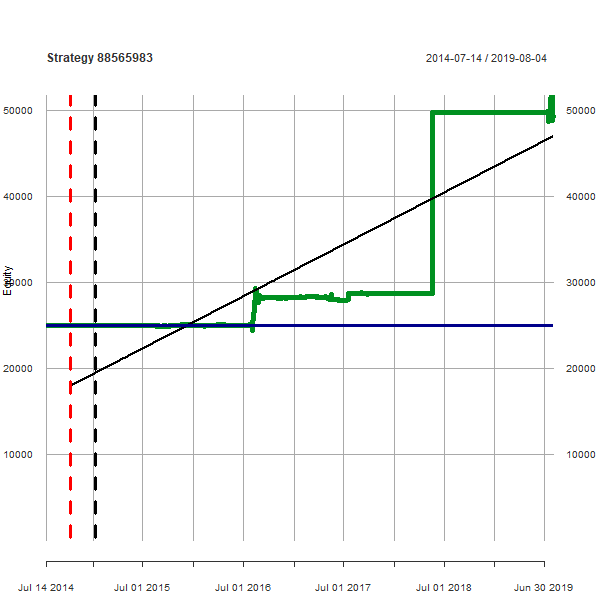 Strategy 88565983
2014-07-14 / 2019-08-04
50000 50000
40000 40000
Equity
30000 30000
20000 20000
10000 10000
Jul 14 2014 Jul 01 2015 Jul 01 2016 Jul 01 2017 Jul 01 2018 Jun 30 2019